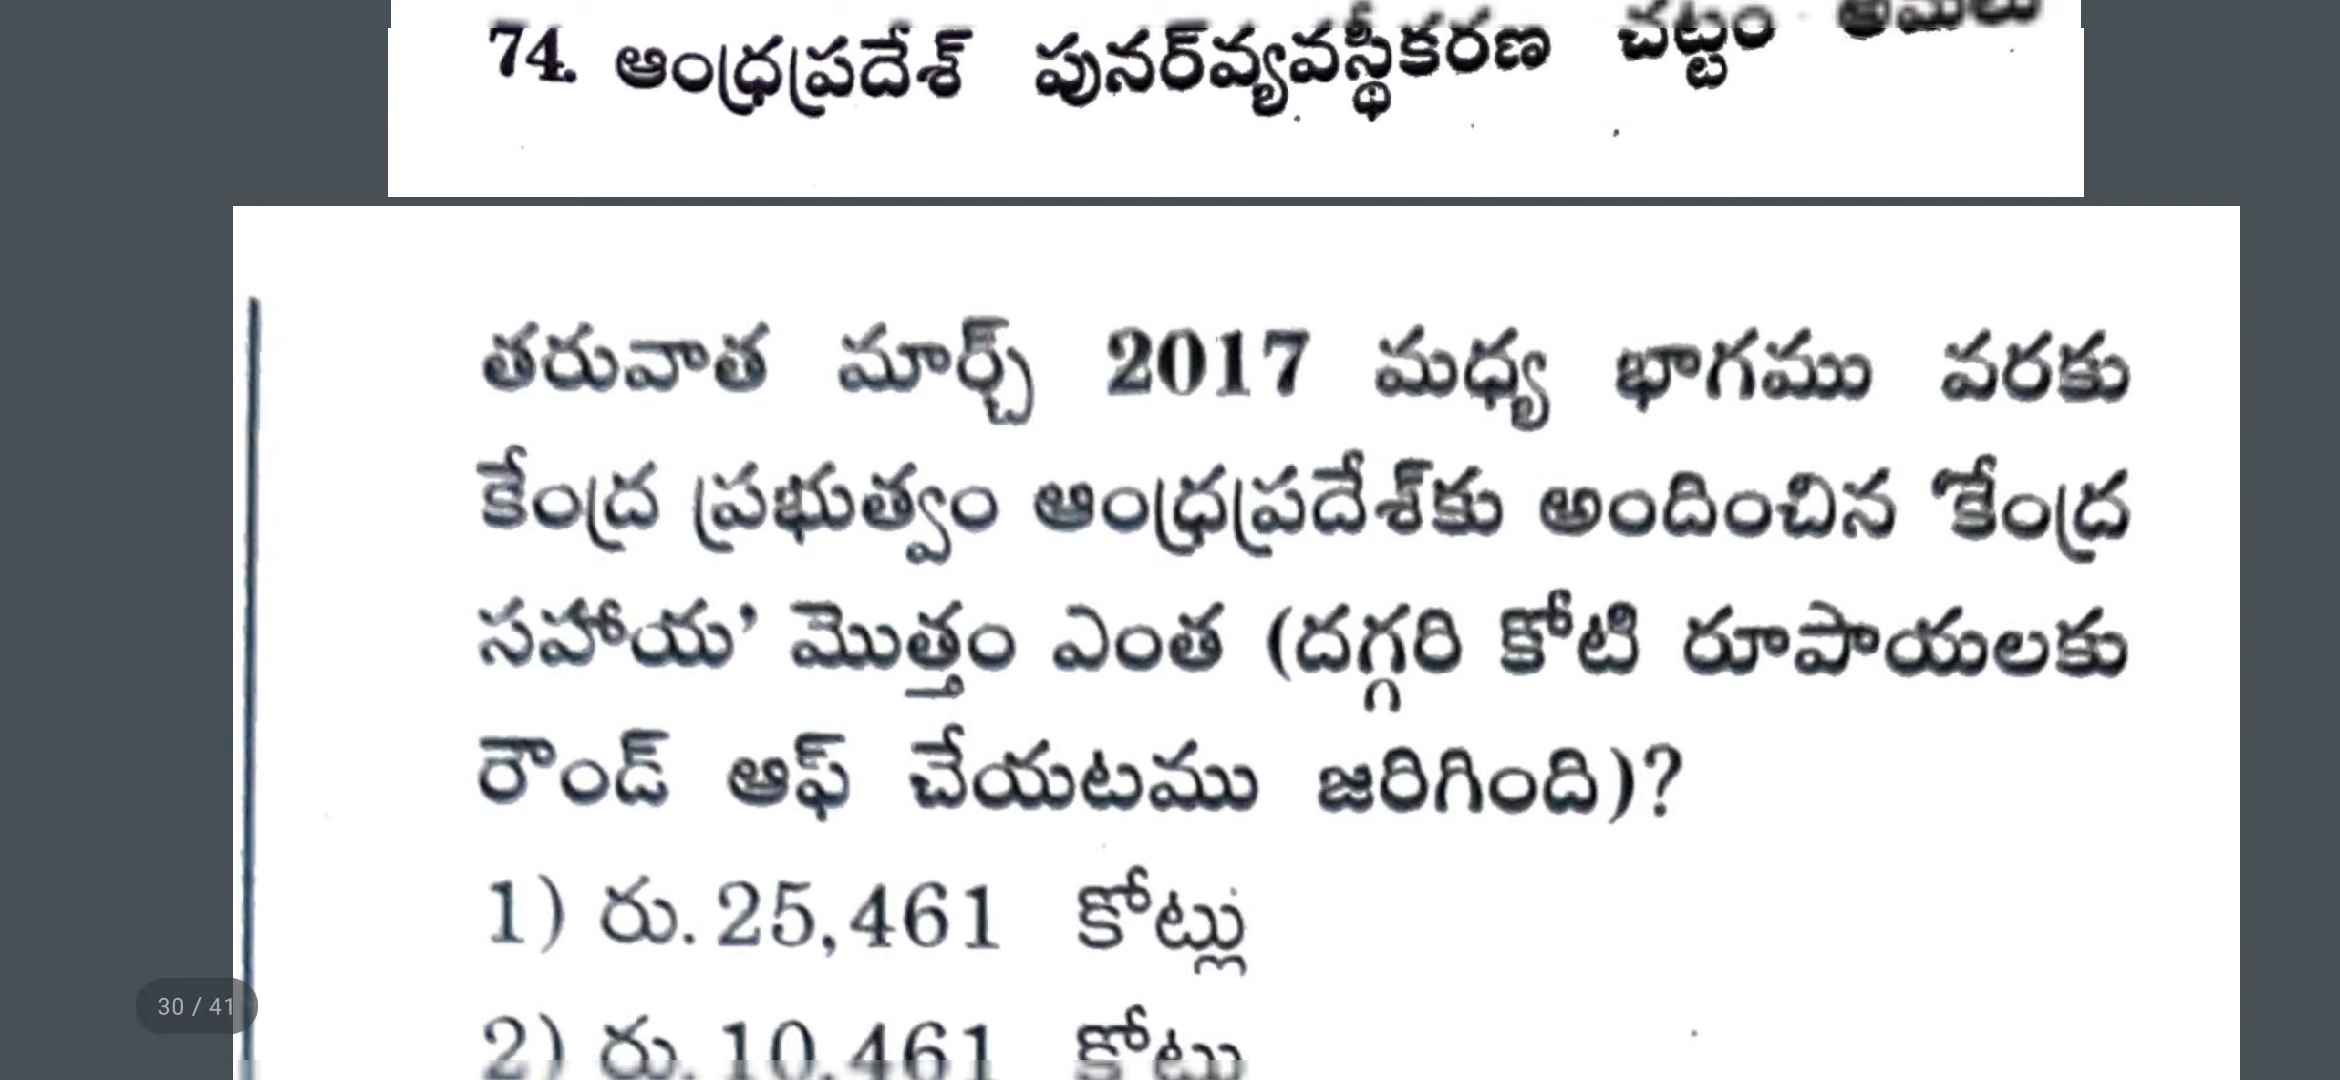 74. ఆంధ్రప్రదేశ్ పునర్‌వ్యవస్థీకరణ చట్టం అమలు
తరువాత మార్చ్ 2017 మధ్య భాగము వరకు
కేంద్ర ప్రభుత్వం ఆంధ్రప్రదేశ్‌కు అందించిన 'కేంద్ర
సహాయ' మొత్తం ఎంత (దగ్గరి కోటి రూపాయలకు
రౌండ్ ఆఫ్ చేయటము జరిగింది)?
1) రు. 25,461 కోట్లు
2) రు. 10,461 కోట్లు
30 / 41